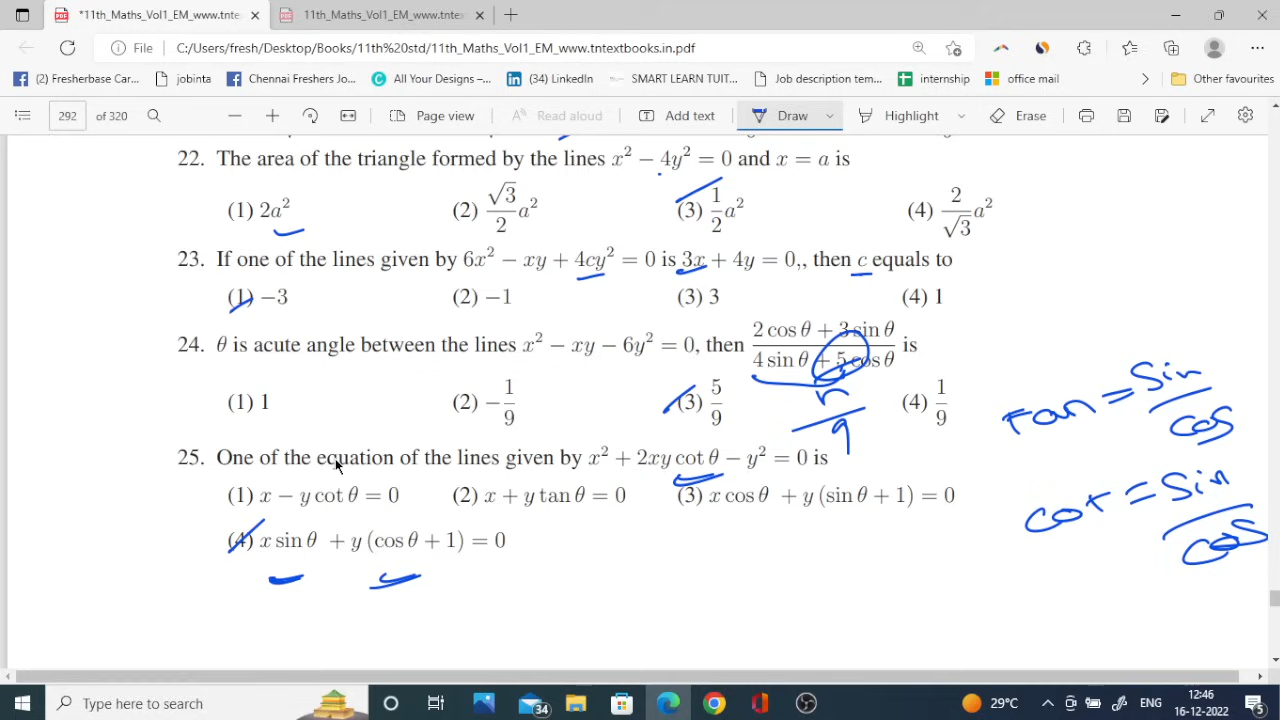 *11th_Maths_Vol1_EM_www.tnte
11th_Maths_Vol1_EM_www.tntex
File C:/Users/fresh/Desktop/Books/11th%20std/11th_Maths_Vol1_EM_www.tntextbooks.in.pdf
(2) Fresherbase Car... jobinta Chennai Freshers Jo... All Your Designs –... (34) LinkedIn SMART LEARN TUIT... Job description tem... internship office mail Other favourites
292 of 320 Page view Read aloud Add text Draw Highlight Erase
22. The area of the triangle formed by the lines x² − 4y² = 0 and x = a is
(1) 2a² (2) √3/2 a² (3) 1/2 a² (4) 2/√3 a²
23. If one of the lines given by 6x² − xy + 4cy² = 0 is 3x + 4y = 0,, then c equals to
(1) −3 (2) −1 (3) 3 (4) 1
24. θ is acute angle between the lines x² − xy − 6y² = 0, then (2 cos θ + 3 sin θ)/(4 sin θ + 5 cos θ) is
(1) 1 (2) −1/9 (3) 5/9 (4) 1/9
Tan = Sin/cos
25. One of the equation of the lines given by x² + 2xy cot θ − y² = 0 is
(1) x − y cot θ = 0 (2) x + y tan θ = 0 (3) x cos θ + y (sin θ + 1) = 0
cot = Sin/cos
(4) x sin θ + y (cos θ + 1) = 0
Type here to search
34
29°C ENG 12:46
16-12-2022
5